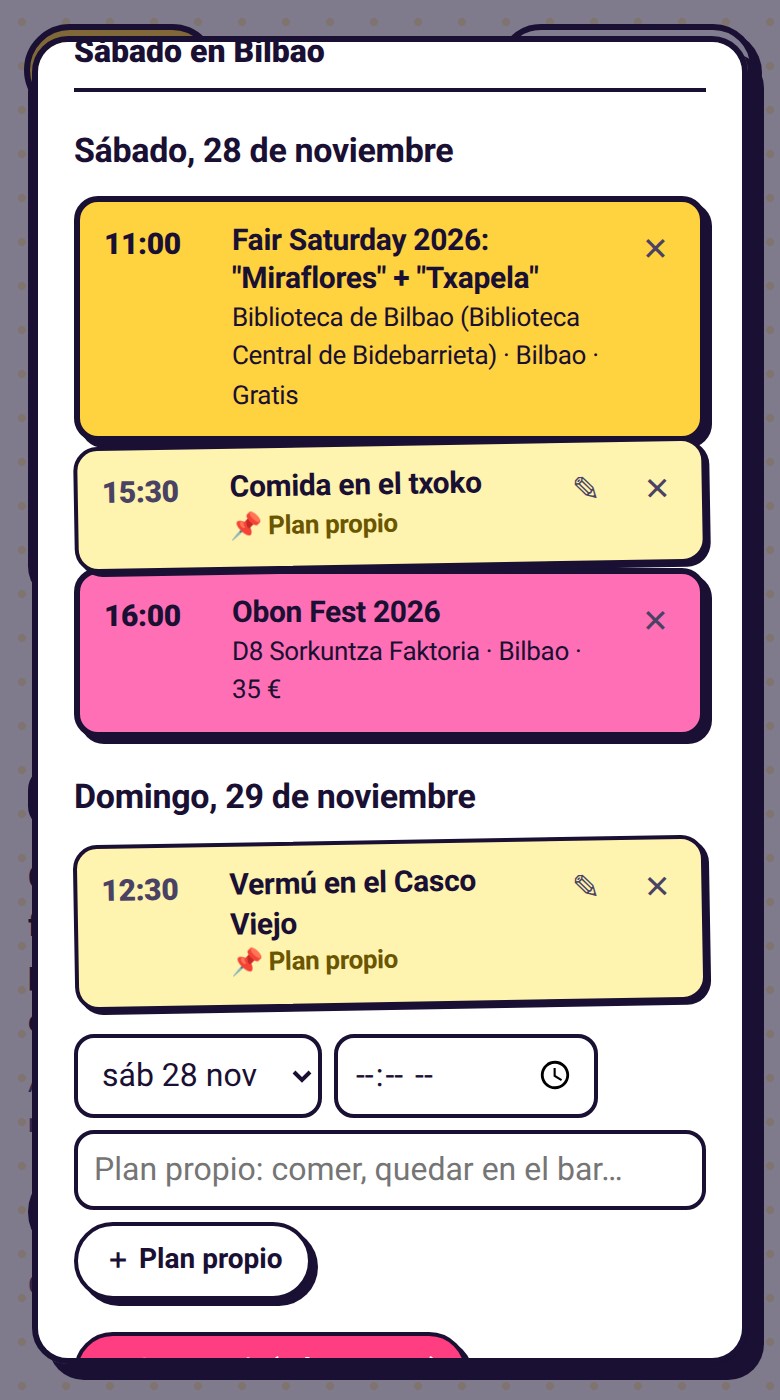 Sábado en Bilbao
Sábado, 28 de noviembre
11:00
Fair Saturday 2026:
"Miraflores" + "Txapela"
Biblioteca de Bilbao (Biblioteca
Central de Bidebarrieta) · Bilbao ·
Gratis
✕
15:30
Comida en el txoko
📌 Plan propio
✎ ✕
16:00
Obon Fest 2026
D8 Sorkuntza Faktoria · Bilbao ·
35 €
✕
Domingo, 29 de noviembre
12:30
Vermú en el Casco
Viejo
📌 Plan propio
✎ ✕
sáb 28 nov
--:-- --
Plan propio: comer, quedar en el bar...
+ Plan propio